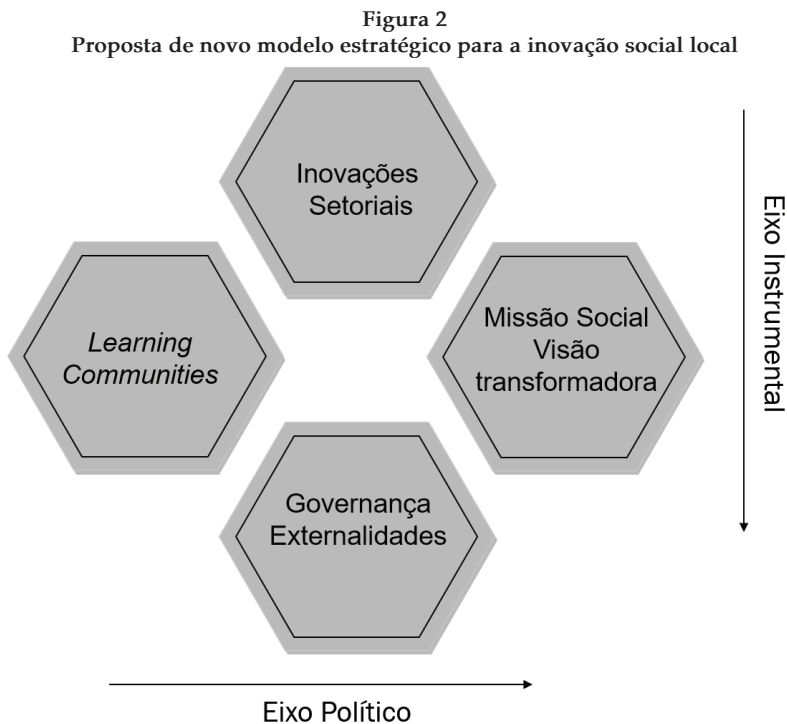 Figura 2
Proposta de novo modelo estratégico para a inovação social local
Inovações
Setoriais
Learning
Communities
Missão Social
Visão
transformadora
Governança
Externalidades
Eixo Instrumental
Eixo Político